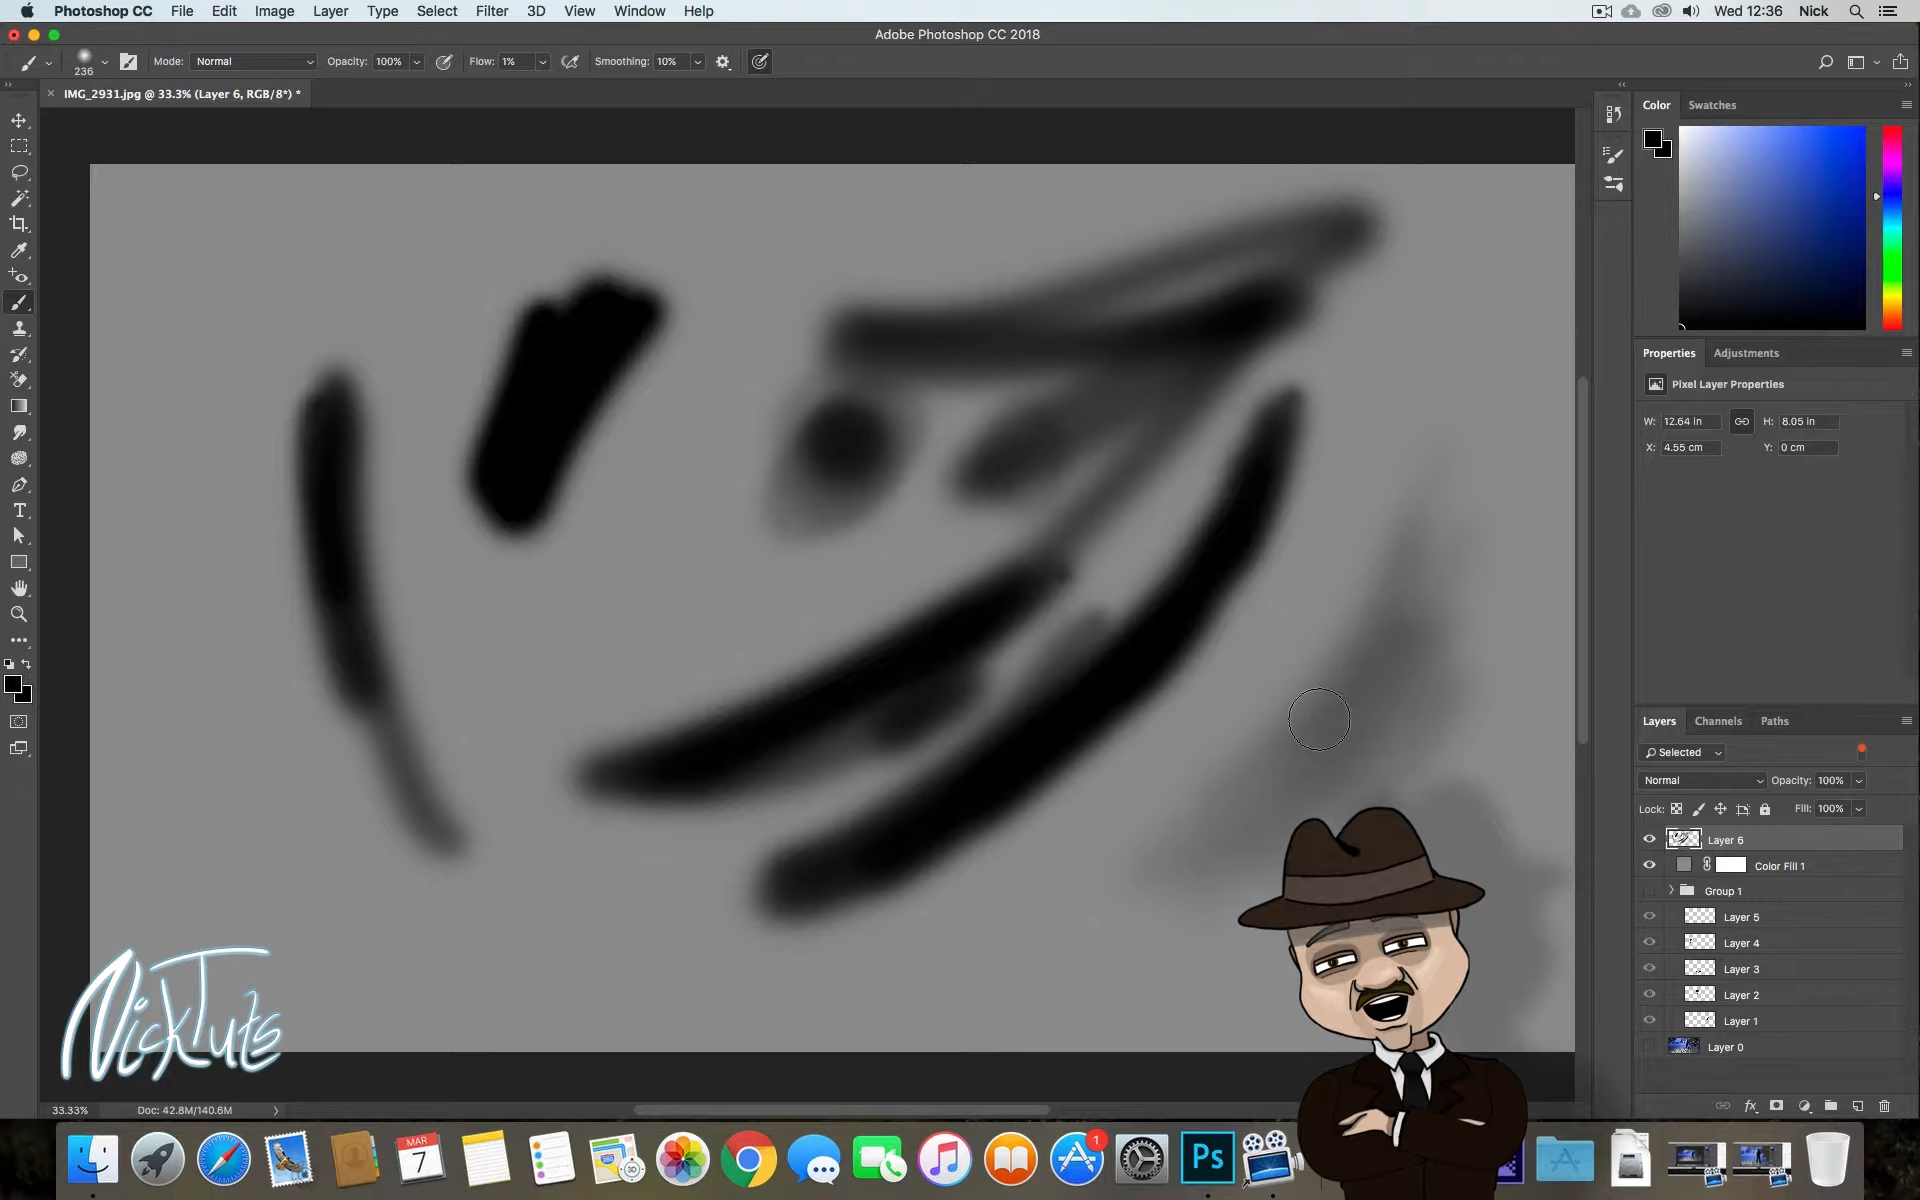 Photoshop CC File Edit Image Layer Type Select Filter 3D View Window Help Wed 12:36 Nick
Adobe Photoshop CC 2018
236 Mode: Normal Opacity: 100% Flow: 1% Smoothing: 10%
IMG_2931.jpg @ 33.3% (Layer 6, RGB/8*) *
Color Swatches
Properties Adjustments
Pixel Layer Properties
W: 12.64 in H: 8.05 in
X: 4.55 cm Y: 0 cm
Layers Channels Paths
Selected
Normal Opacity: 100%
Lock: Fill: 100%
Layer 6
Color Fill 1
Group 1
Layer 5
Layer 4
Layer 3
Layer 2
Layer 1
Layer 0
NickTuts
33.33% Doc: 42.8M/140.6M
MAR
7
3D
1
Ps